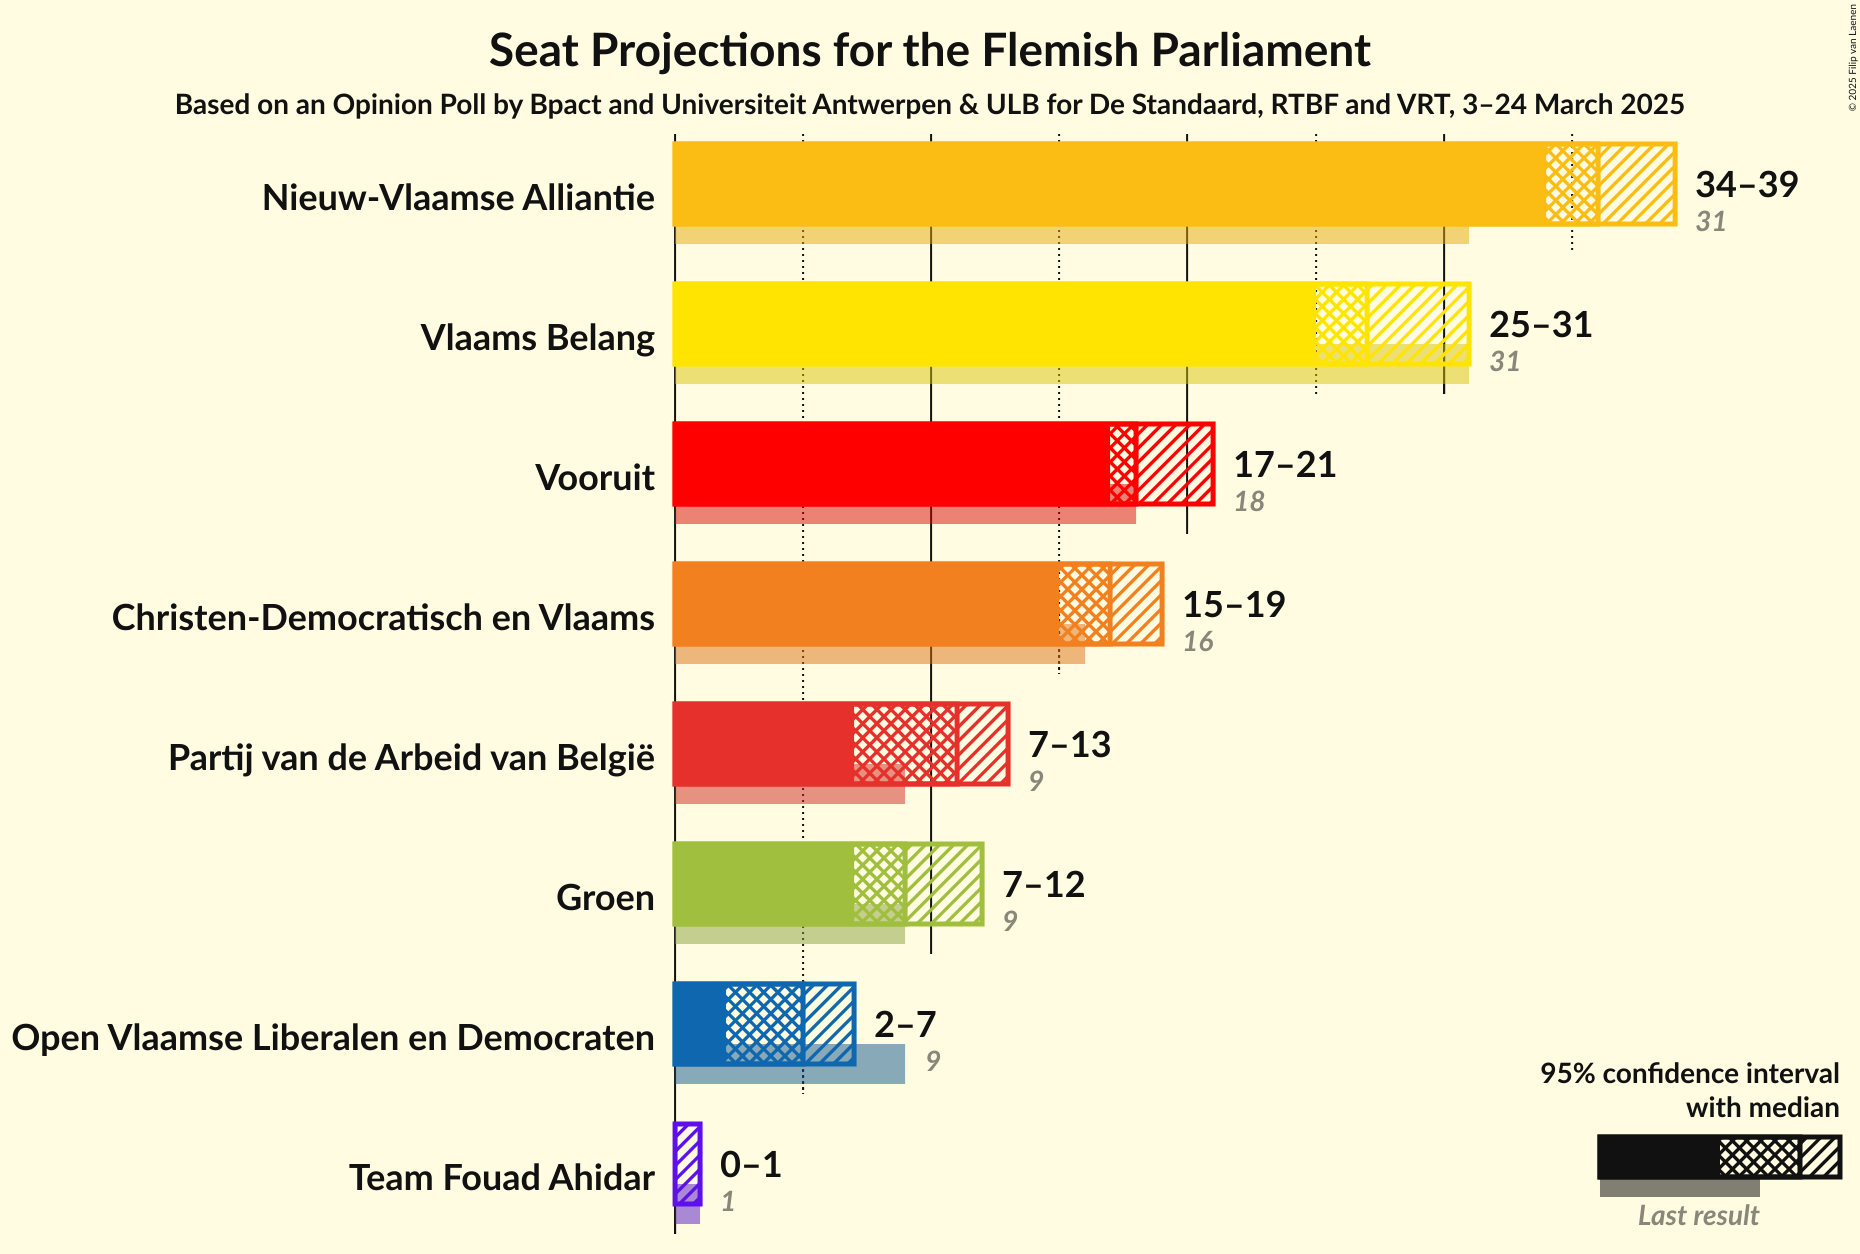 Seat Projections for the Flemish Parliament
Based on an Opinion Poll by Bpact and Universiteit Antwerpen & ULB for De Standaard, RTBF and VRT, 3–24 March 2025
© 2025 Filip van Laenen
Nieuw-Vlaamse Alliantie
34–39
31
Vlaams Belang
25–31
31
Vooruit
17–21
18
Christen-Democratisch en Vlaams
15–19
16
Partij van de Arbeid van België
7–13
9
Groen
7–12
9
Open Vlaamse Liberalen en Democraten
2–7
9
Team Fouad Ahidar
0–1
1
95% confidence interval
with median
Last result